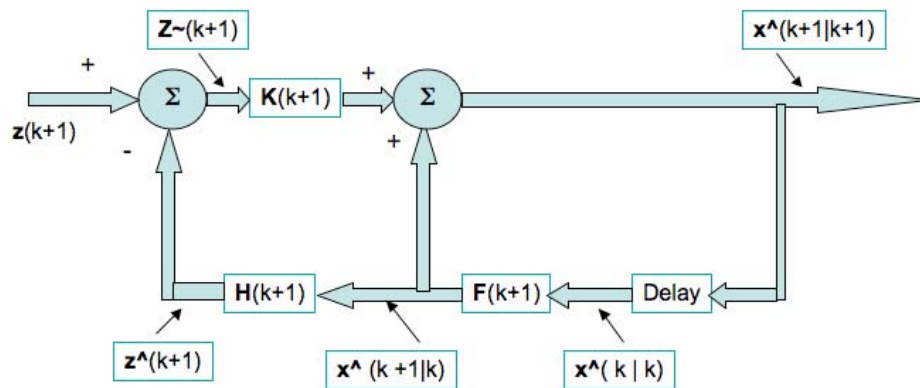 Z~(k+1)
x^(k+1|k+1)
+
Σ
K(k+1)
+
Σ
z(k+1)
-
+
H(k+1)
F(k+1)
Delay
z^(k+1)
x^ (k +1|k)
x^( k | k)